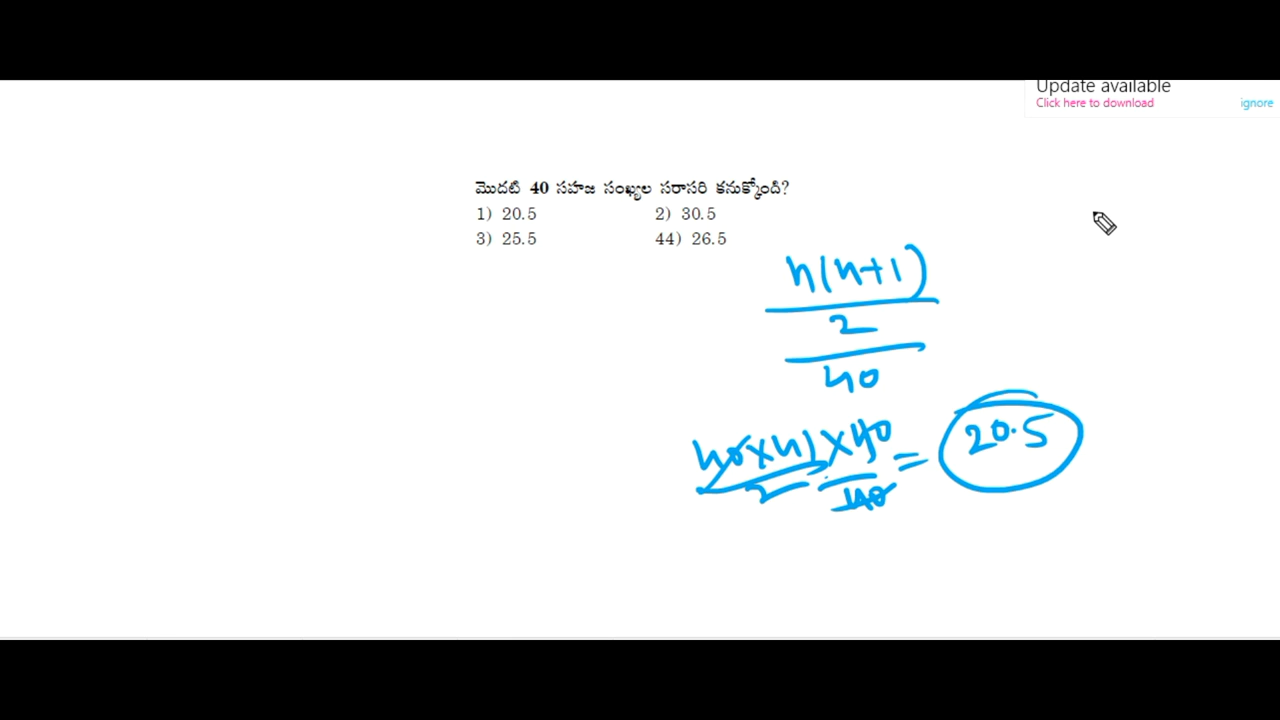 Update available
Click here to download ignore
మొదటి 40 సహజ సంఖ్యల సరాసరి కనుక్కోండి?
1) 20.5 2) 30.5
3) 25.5 44) 26.5
n(n+1)
2
40
40×41 × 40 = 20.5
2 40